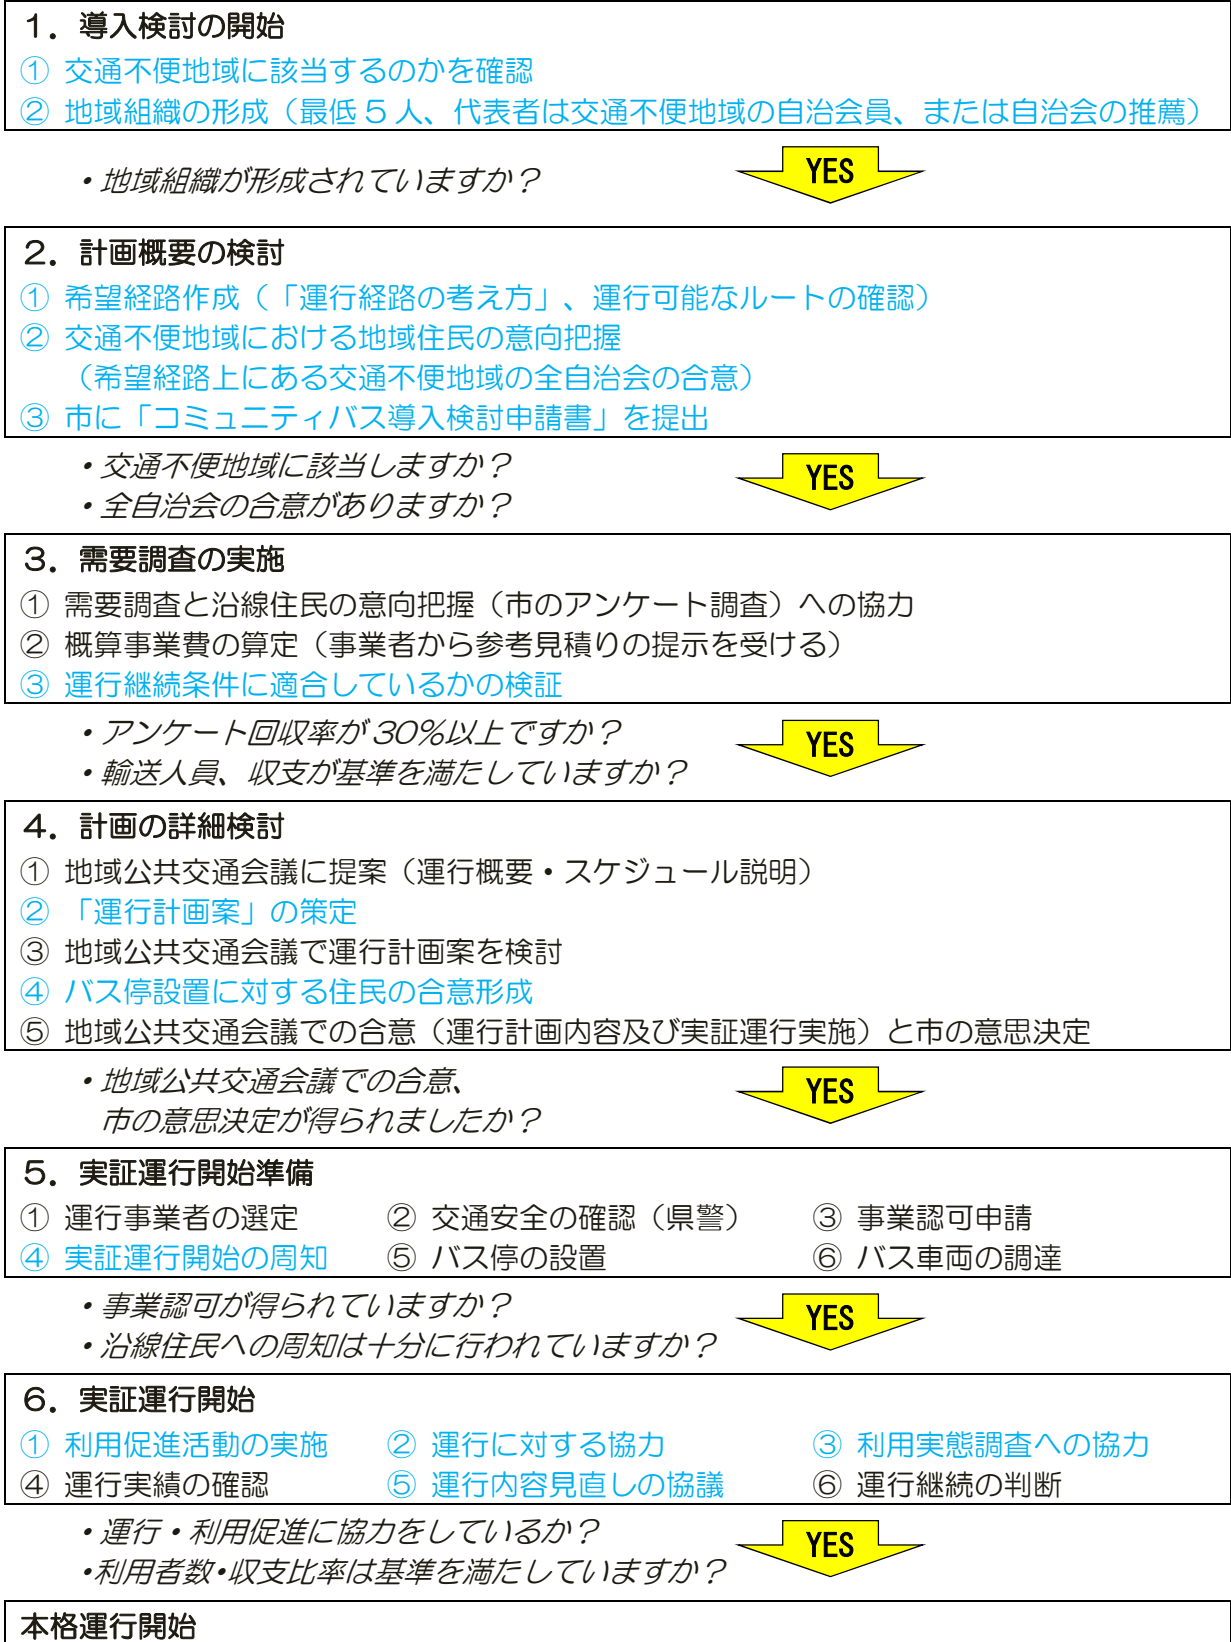 １．導入検討の開始
① 交通不便地域に該当するのかを確認
② 地域組織の形成（最低５人、代表者は交通不便地域の自治会員、または自治会の推薦）
・地域組織が形成されていますか？
YES
２．計画概要の検討
① 希望経路作成（「運行経路の考え方」、運行可能なルートの確認）
② 交通不便地域における地域住民の意向把握
（希望経路上にある交通不便地域の全自治会の合意）
③ 市に「コミュニティバス導入検討申請書」を提出
・交通不便地域に該当しますか？
・全自治会の合意がありますか？
YES
３．需要調査の実施
① 需要調査と沿線住民の意向把握（市のアンケート調査）への協力
② 概算事業費の算定（事業者から参考見積りの提示を受ける）
③ 運行継続条件に適合しているかの検証
・アンケート回収率が30％以上ですか？
・輸送人員、収支が基準を満たしていますか？
YES
４．計画の詳細検討
① 地域公共交通会議に提案（運行概要・スケジュール説明）
② 「運行計画案」の策定
③ 地域公共交通会議で運行計画案を検討
④ バス停設置に対する住民の合意形成
⑤ 地域公共交通会議での合意（運行計画内容及び実証運行実施）と市の意思決定
・地域公共交通会議での合意、
市の意思決定が得られましたか？
YES
５．実証運行開始準備
① 運行事業者の選定 ② 交通安全の確認（県警） ③ 事業認可申請
④ 実証運行開始の周知 ⑤ バス停の設置 ⑥ バス車両の調達
・事業認可が得られていますか？
・沿線住民への周知は十分に行われていますか？
YES
６．実証運行開始
① 利用促進活動の実施 ② 運行に対する協力 ③ 利用実態調査への協力
④ 運行実績の確認 ⑤ 運行内容見直しの協議 ⑥ 運行継続の判断
・運行・利用促進に協力をしているか？
・利用者数・収支比率は基準を満たしていますか？
YES
本格運行開始